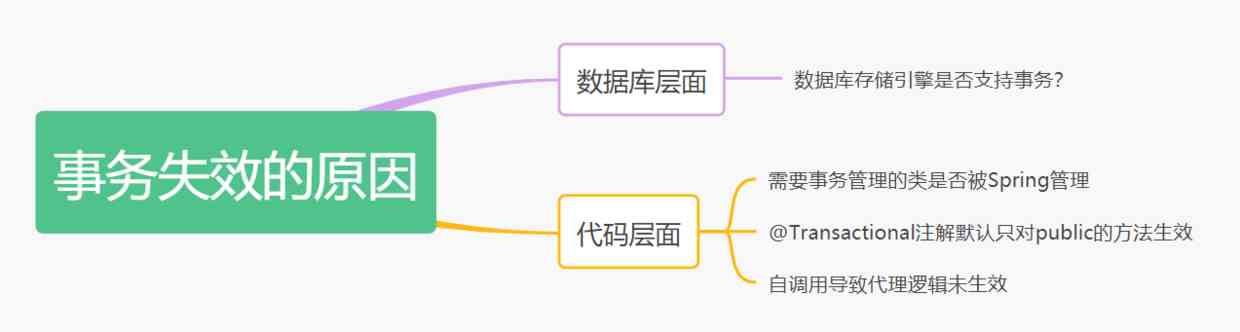 事务失效的原因
数据库层面
数据库存储引擎是否支持事务?
代码层面
需要事务管理的类是否被Spring管理
@Transactional注解默认只对public的方法生效
自调用导致代理逻辑未生效